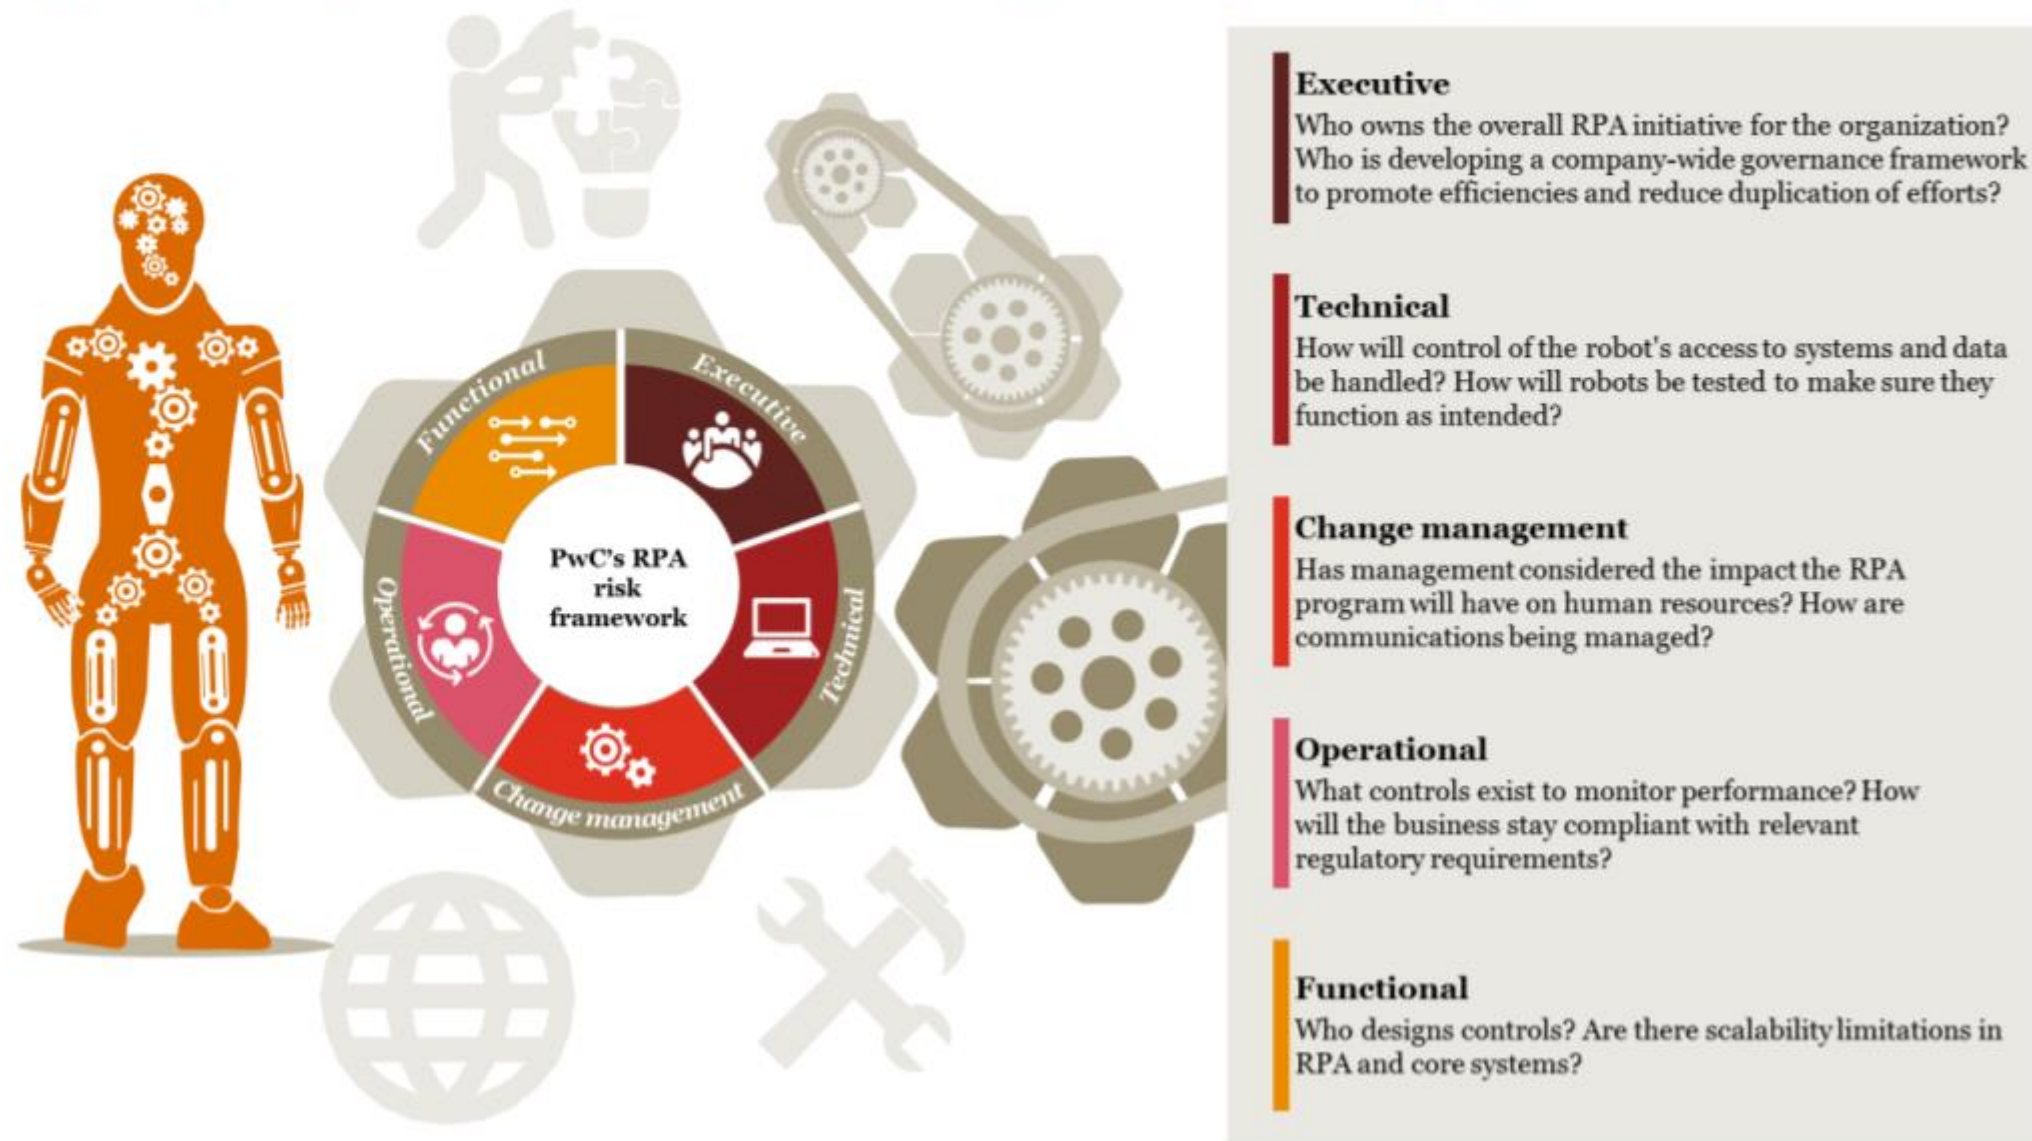 Functional
Executive
Operational
Technical
Change management
PwC's RPA
risk
framework
Executive
Who owns the overall RPA initiative for the organization?
Who is developing a company-wide governance framework
to promote efficiencies and reduce duplication of efforts?
Technical
How will control of the robot's access to systems and data
be handled? How will robots be tested to make sure they
function as intended?
Change management
Has management considered the impact the RPA
program will have on human resources? How are
communications being managed?
Operational
What controls exist to monitor performance? How
will the business stay compliant with relevant
regulatory requirements?
Functional
Who designs controls? Are there scalability limitations in
RPA and core systems?